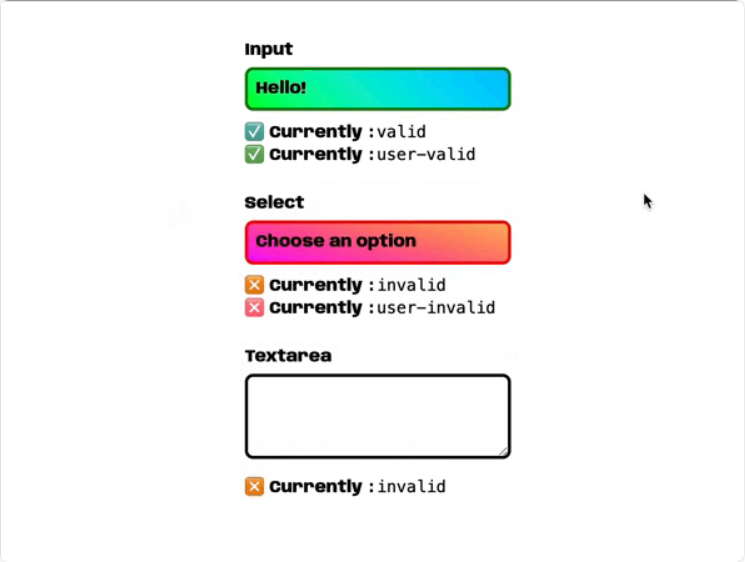 Input
Hello!
✅ Currently :valid
✅ Currently :user-valid
Select
Choose an option
❎ Currently :invalid
❎ Currently :user-invalid
Textarea
❎ Currently :invalid